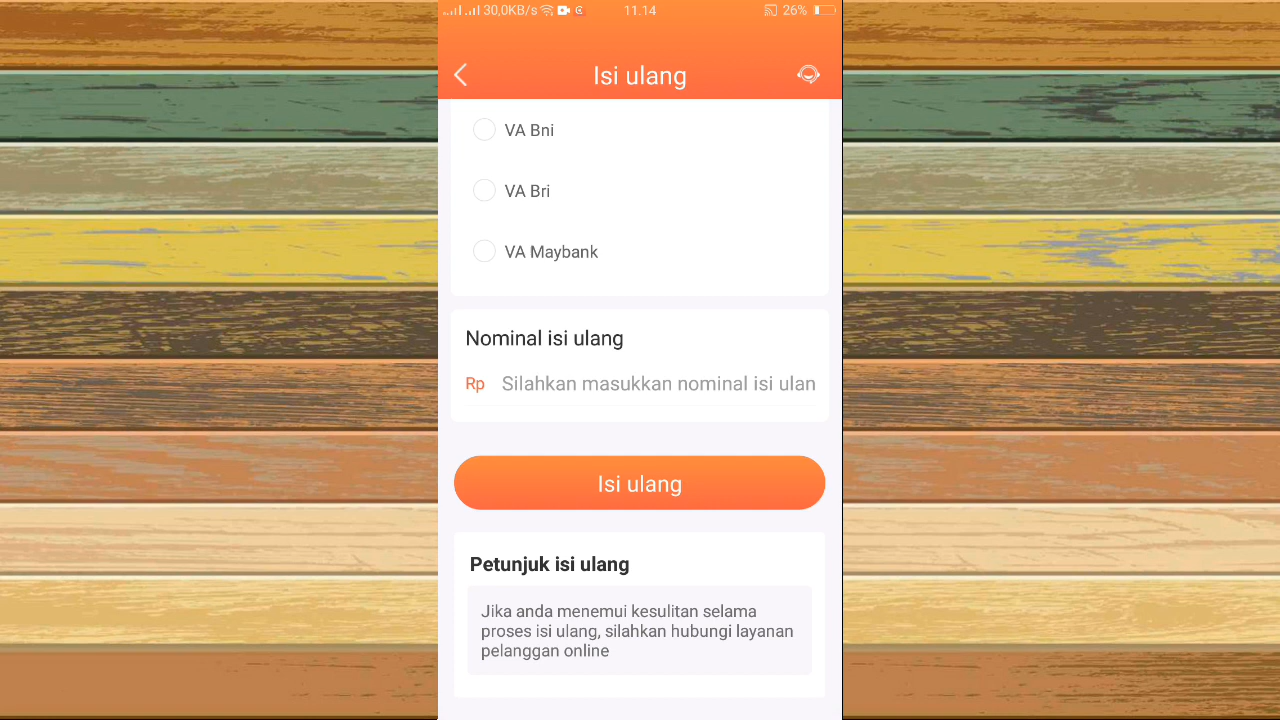 30,0KB/s 11.14 26%
Isi ulang
VA Bni
VA Bri
VA Maybank
Nominal isi ulang
Rp Silahkan masukkan nominal isi ulan
Isi ulang
Petunjuk isi ulang
Jika anda menemui kesulitan selama
proses isi ulang, silahkan hubungi layanan
pelanggan online